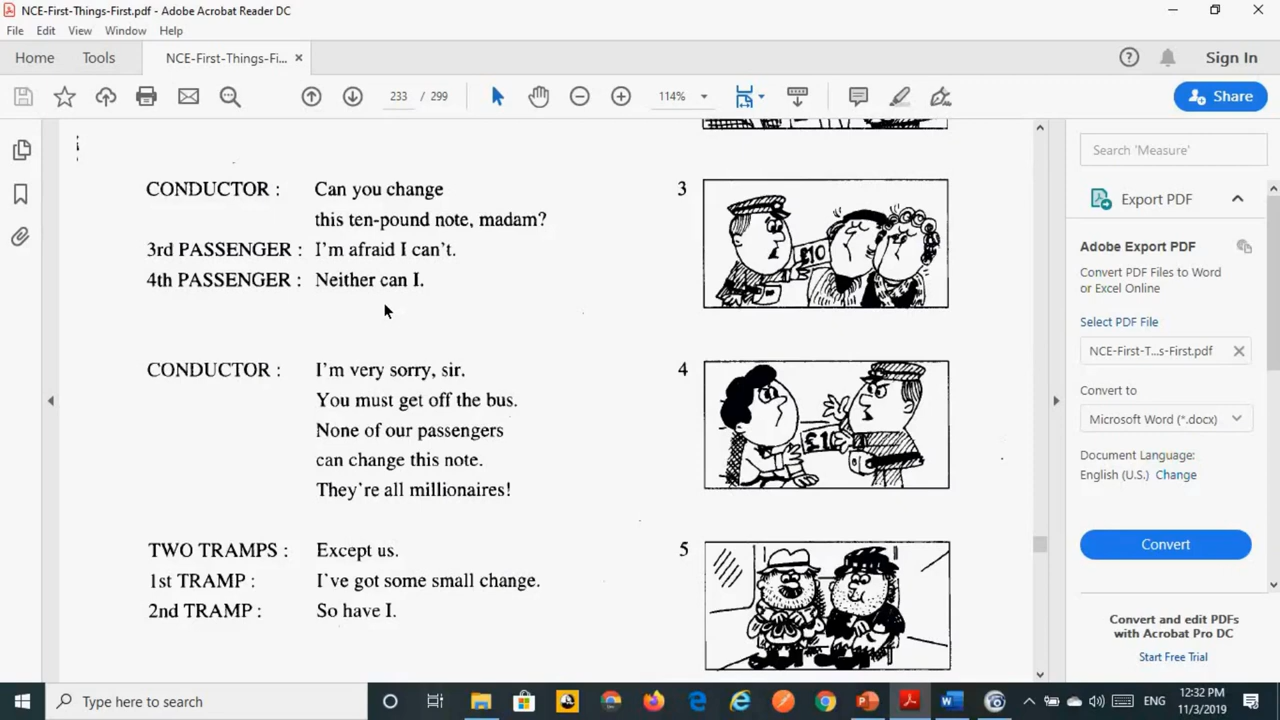 NCE-First-Things-First.pdf - Adobe Acrobat Reader DC
File Edit View Window Help
Home Tools NCE-First-Things-Fi... × Sign In
233 / 299 114% Share
Search 'Measure'
CONDUCTOR : Can you change 3
this ten-pound note, madam?
3rd PASSENGER : I'm afraid I can't.
4th PASSENGER : Neither can I.
£10
CONDUCTOR : I'm very sorry, sir. 4
You must get off the bus.
None of our passengers
can change this note.
They're all millionaires!
£10
TWO TRAMPS : Except us. 5
1st TRAMP : I've got some small change.
2nd TRAMP : So have I.
Export PDF
Adobe Export PDF
Convert PDF Files to Word
or Excel Online
Select PDF File
NCE-First-T...s-First.pdf ×
Convert to
Microsoft Word (*.docx)
Document Language:
English (U.S.) Change
Convert
Convert and edit PDFs
with Acrobat Pro DC
Start Free Trial
Type here to search
ENG
12:32 PM
11/3/2019